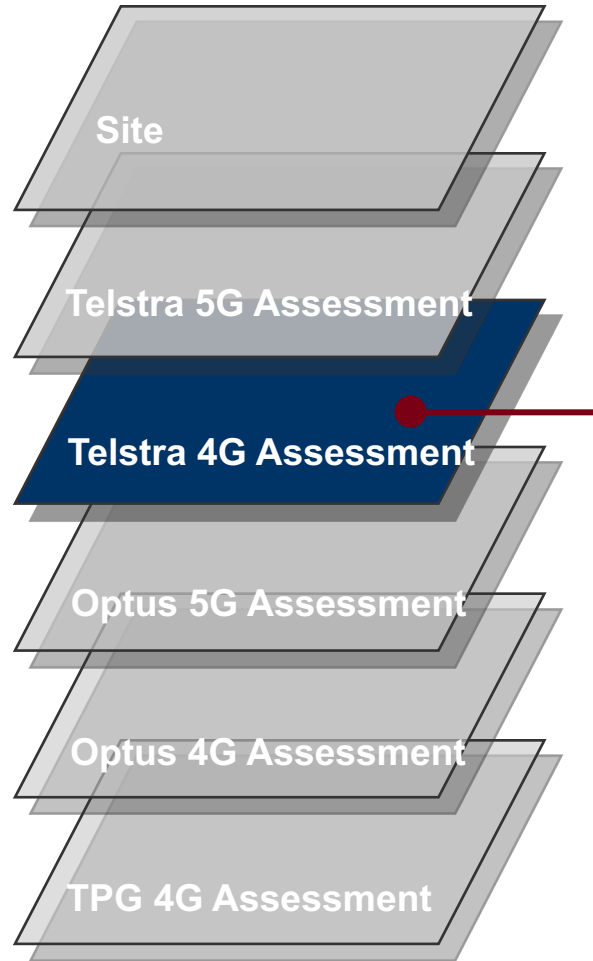 Site
Telstra 5G Assessment
Telstra 4G Assessment
Optus 5G Assessment
Optus 4G Assessment
TPG 4G Assessment